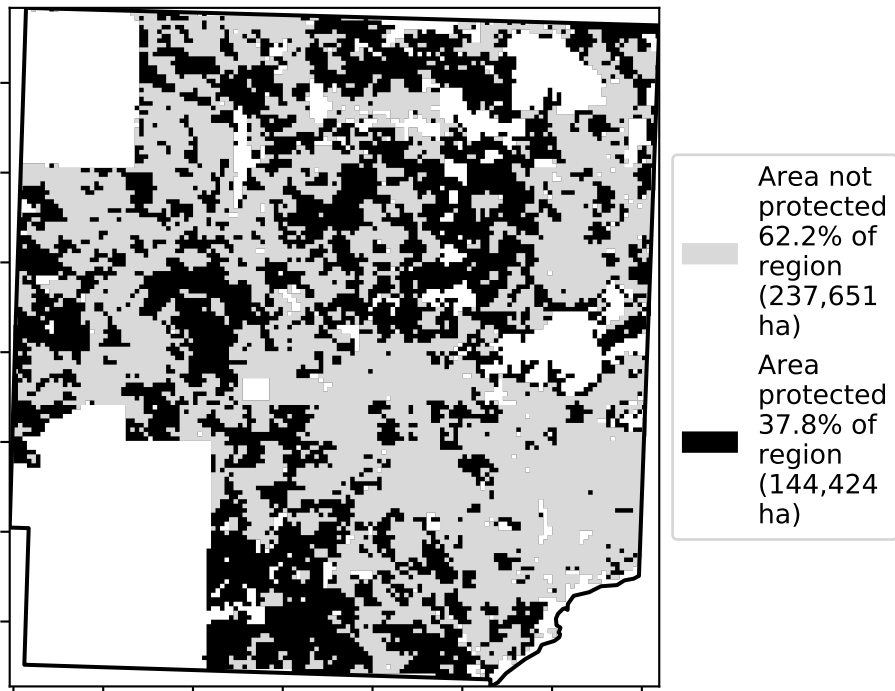 Area not
protected
62.2% of
region
(237,651
ha)
Area
protected
37.8% of
region
(144,424
ha)